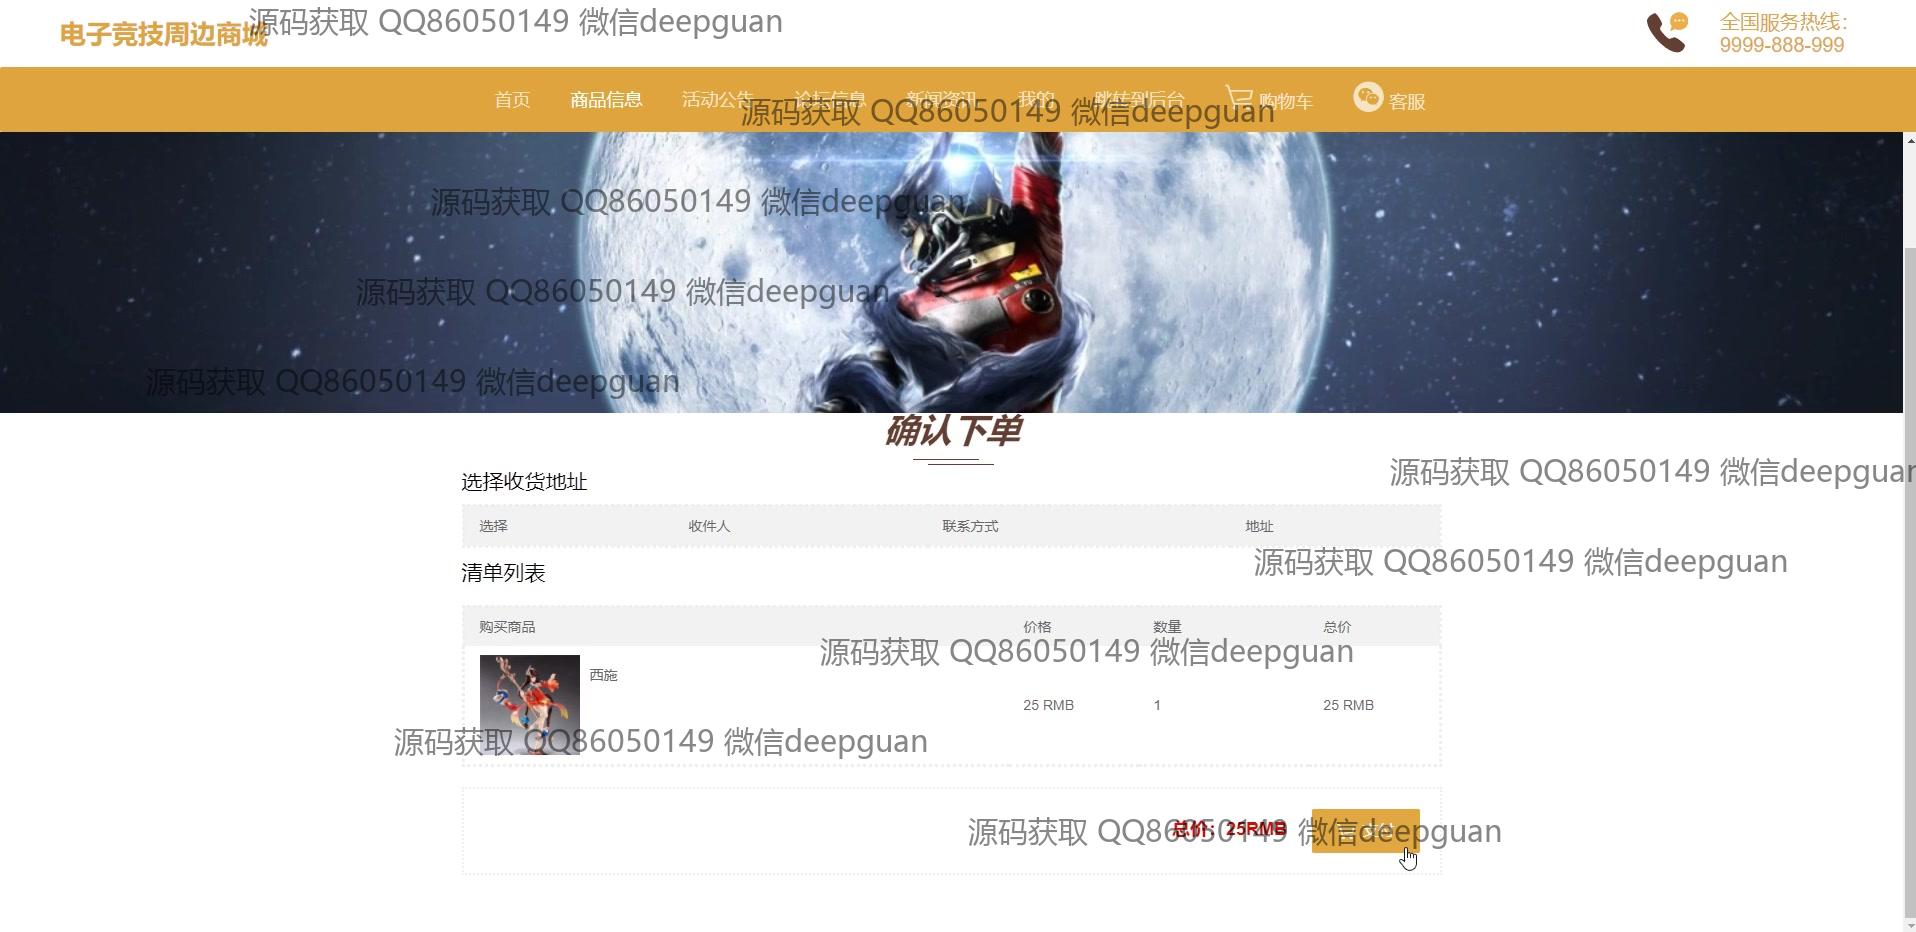 电子竞技周边商城
源码获取 QQ86050149 微信deepguan
全国服务热线:
9999-888-999
首页 商品信息 活动公告 论坛信息 新闻资讯 我的 跳转到后台 购物车 客服
源码获取 QQ86050149 微信deepguan
源码获取 QQ86050149 微信deepguan
源码获取 QQ86050149 微信deepguan
源码获取 QQ86050149 微信deepguan
确认下单
源码获取 QQ86050149 微信deepguan
选择收货地址
选择 收件人 联系方式 地址
源码获取 QQ86050149 微信deepguan
清单列表
购买商品 价格 数量 总价
源码获取 QQ86050149 微信deepguan
西施
25 RMB 1 25 RMB
源码获取 QQ86050149 微信deepguan
总价：25RMB 支付
源码获取 QQ86050149 微信deepguan